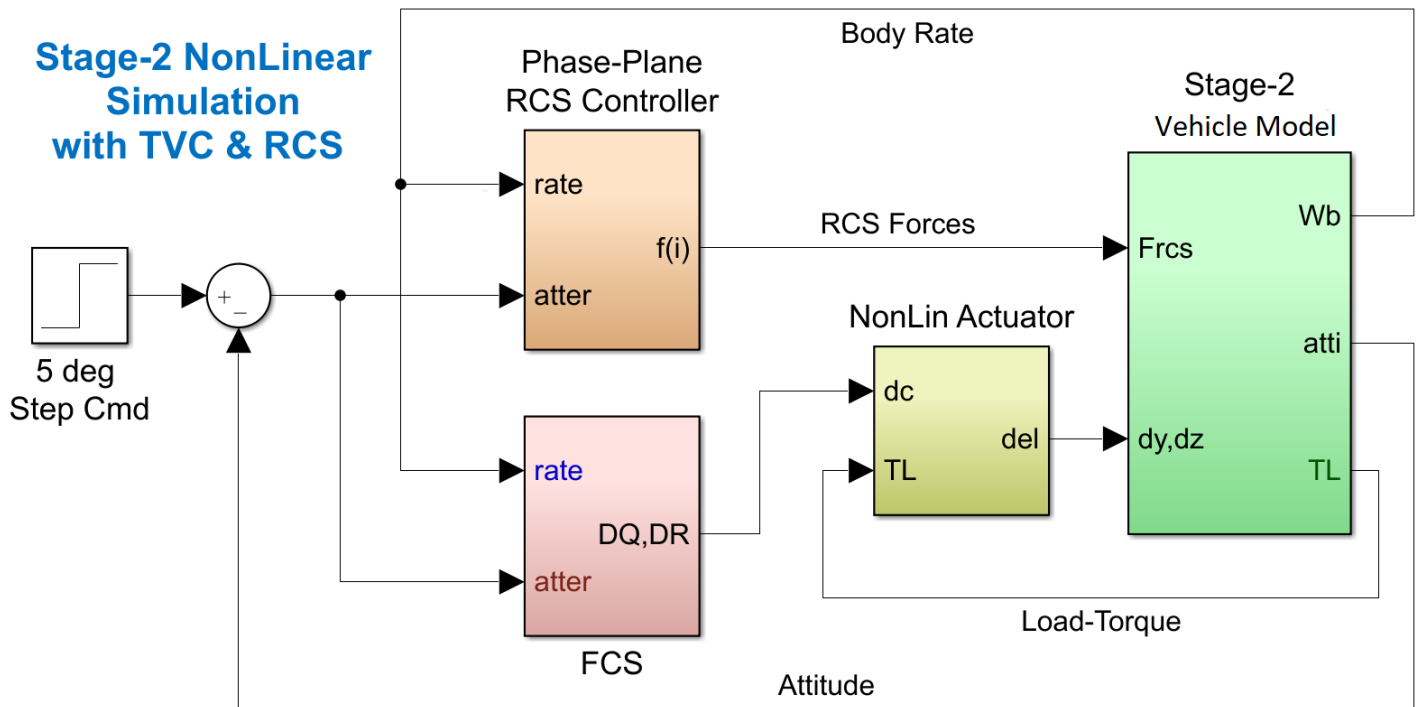 Stage-2 NonLinear
Simulation
with TVC & RCS
Body Rate
Phase-Plane
RCS Controller
rate
atter
f(i)
RCS Forces
Stage-2
Vehicle Model
Frcs
dy,dz
Wb
atti
TL
+
−
5 deg
Step Cmd
NonLin Actuator
dc
TL
del
rate
atter
DQ,DR
FCS
Load-Torque
Attitude